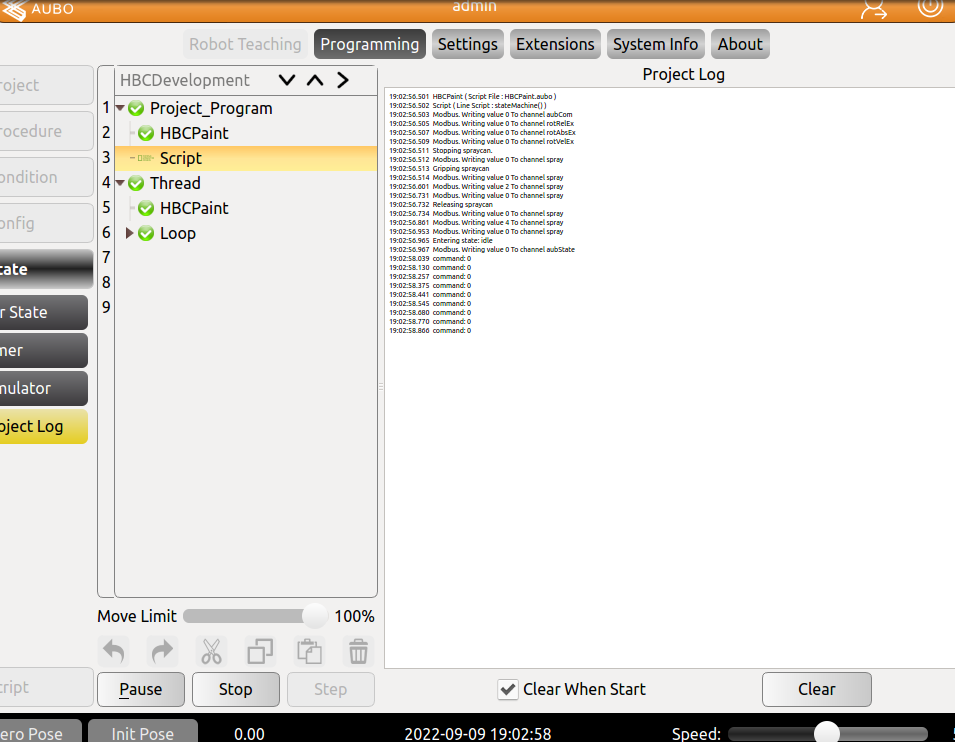 AUBO
admin
Robot Teaching Programming Settings Extensions System Info About
Project Log
roject
rocedure
ondition
onfig
tate
r State
mer
mulator
oject Log
cript
HBCDevelopment
1 Project_Program
2 HBCPaint
3 Script
4 Thread
5 HBCPaint
6 Loop
7
8
9
19:02:56.501 HBCPaint ( Script File : HBCPaint.aubo )
19:02:56.502 Script ( Line Script : stateMachine() )
19:02:56.503 Modbus. Writing value 0 To channel aubCom
19:02:56.505 Modbus. Writing value 0 To channel rotRelEx
19:02:56.507 Modbus. Writing value 0 To channel rotAbsEx
19:02:56.509 Modbus. Writing value 0 To channel rotVelEx
19:02:56.511 Stopping spraycan.
19:02:56.512 Modbus. Writing value 0 To channel spray
19:02:56.513 Gripping spraycan
19:02:56.514 Modbus. Writing value 0 To channel spray
19:02:56.601 Modbus. Writing value 2 To channel spray
19:02:56.731 Modbus. Writing value 0 To channel spray
19:02:56.732 Releasing spraycan
19:02:56.734 Modbus. Writing value 0 To channel spray
19:02:56.861 Modbus. Writing value 4 To channel spray
19:02:56.953 Modbus. Writing value 0 To channel spray
19:02:56.965 Entering state: idle
19:02:56.967 Modbus. Writing value 0 To channel aubState
19:02:58.039 command: 0
19:02:58.130 command: 0
19:02:58.257 command: 0
19:02:58.375 command: 0
19:02:58.441 command: 0
19:02:58.545 command: 0
19:02:58.680 command: 0
19:02:58.770 command: 0
19:02:58.866 command: 0
Move Limit 100%
Pause Stop Step
Clear When Start Clear
ero Pose Init Pose 0.00 2022-09-09 19:02:58 Speed: